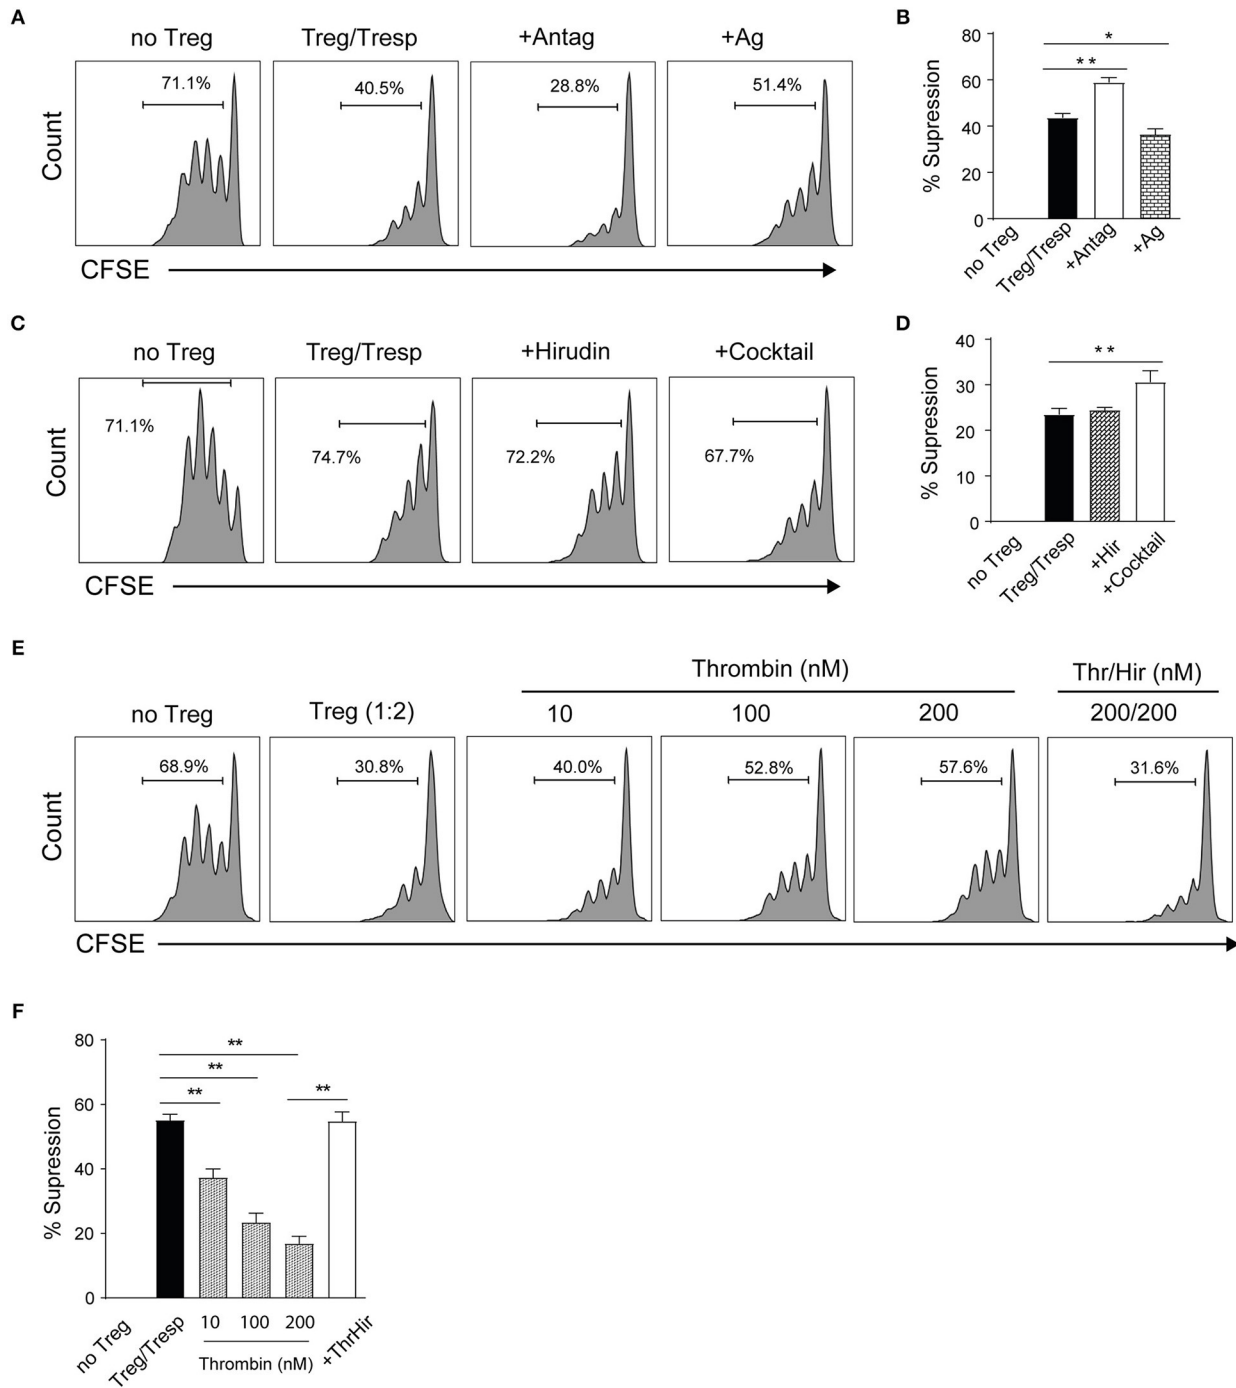 A
no Treg
Treg/Tresp
+Antag
+Ag
71.1%
40.5%
28.8%
51.4%
Count
CFSE
B
80
60
40
20
0
% Supression
*
* *
no Treg
Treg/Tresp
+Antag
+Ag
C
no Treg
Treg/Tresp
+Hirudin
+Cocktail
71.1%
74.7%
72.2%
67.7%
Count
CFSE
D
40
30
20
10
0
% Supression
* *
no Treg
Treg/Tresp
+Hir
+Cocktail
E
Thrombin (nM)
Thr/Hir (nM)
no Treg
Treg (1:2)
10
100
200
200/200
68.9%
30.8%
40.0%
52.8%
57.6%
31.6%
Count
CFSE
F
80
60
40
20
0
% Supression
**
**
**
**
no Treg
Treg/Tresp
10
100
200
+ThrHir
Thrombin (nM)